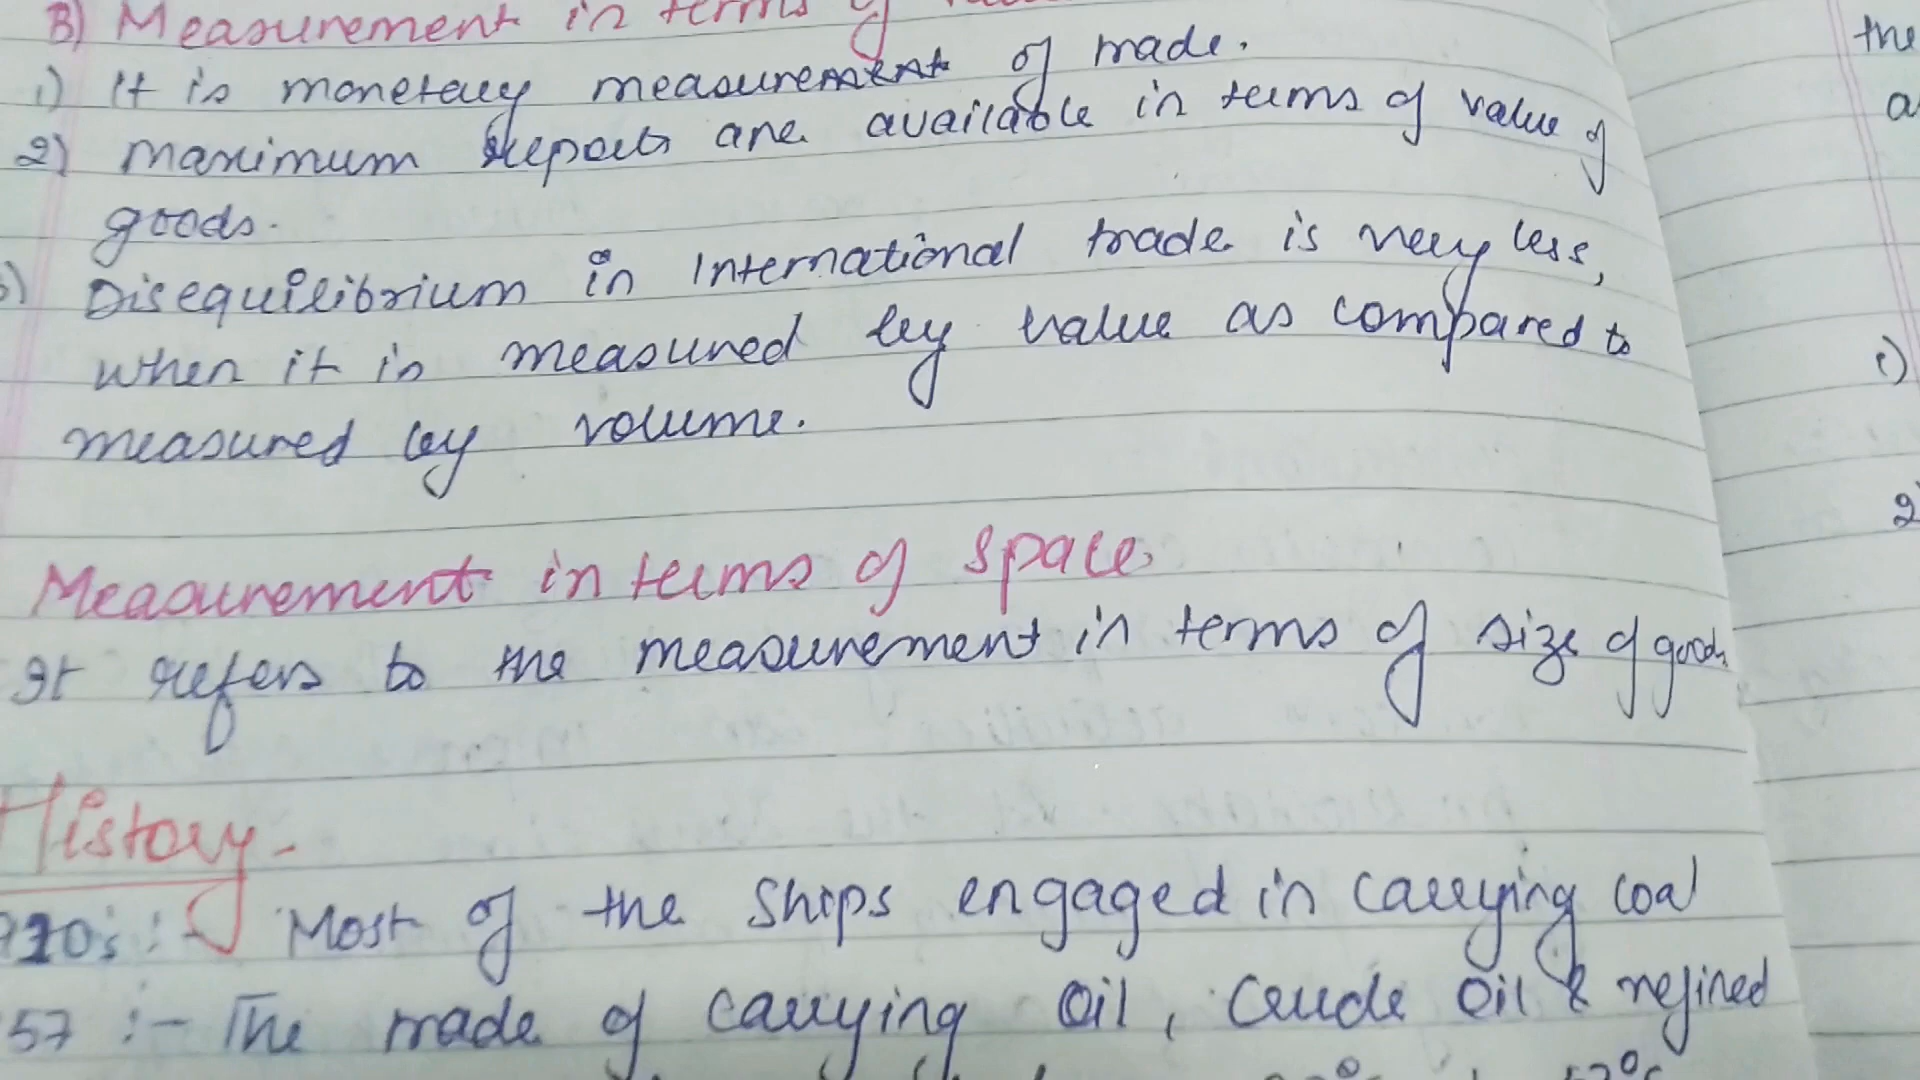 B) Measurement in terms of
1) It is monetary measurement of trade.
2) maximum reports are available in terms of value of
goods.
) Disequilibrium in International trade is very less,
when it is measured by value as compared to
measured by volume.
Measurement in terms of space
It refers to the measurement in terms of size of goods
History -
20's :- Most of the Ships engaged in carrying coal
57 :- The trade of carrying Oil, Crude Oil & refined
the
a
1)
2)